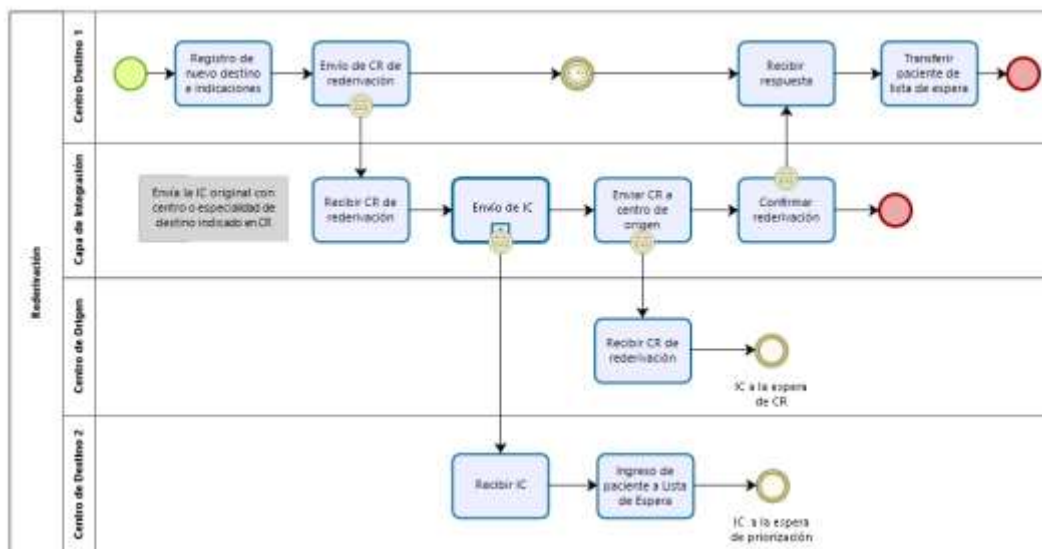 Rederivación
Centro Destino 1
Registro de
nuevo destino
e indicaciones
Envío de CR de
rederivación
Recibir
respuesta
Transferir
paciente de
lista de espera
Capa de Integración
Envía la IC original con
centro o especialidad de
destino indicado en CR
Recibir CR de
rederivación
Envío de IC
Enviar CR a
centro de
origen
Confirmar
rederivación
Centro de Origen
Recibir CR de
rederivación
IC a la espera
de CR
Centro de Destino 2
Recibir IC
Ingreso de
paciente a Lista
de Espera
IC a la espera
de priorización